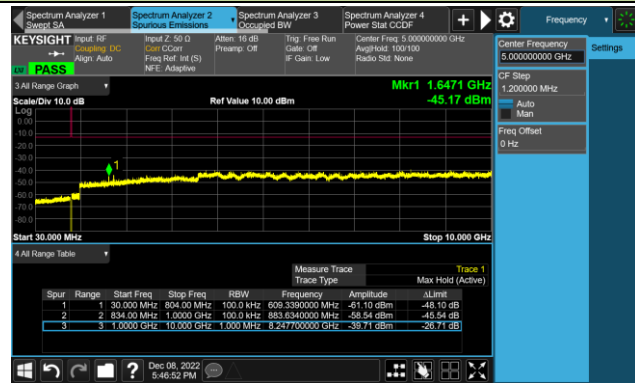 Spectrum Analyzer 1
Swept SA
Spectrum Analyzer 2
Spurious Emissions
Spectrum Analyzer 3
Occupied BW
Spectrum Analyzer 4
Power Stat CCDF
Frequency
KEYSIGHT
Input: RF
Coupling: DC
Align: Auto
Input Z: 50 Ω
Corr CCorr
Freq Ref: Int (S)
NFE: Adaptive
Atten: 16 dB
Preamp: Off
Trig: Free Run
Gate: Off
IF Gain: Low
Center Freq: 5.000000000 GHz
Avg|Hold: 100/100
Radio Std: None
PASS
Center Frequency
5.000000000 GHz
Settings
CF Step
1.200000 MHz
Auto
Man
Freq Offset
0 Hz
3 All Range Graph
Mkr1 1.6471 GHz
Scale/Div 10.0 dB
Ref Value 10.00 dBm
-45.17 dBm
Log
0.00
-10.0
-20.0
-30.0
-40.0
-50.0
-60.0
-70.0
-80.0
1
Start 30.000 MHz
Stop 10.000 GHz
4 All Range Table
Measure Trace Trace 1
Trace Type Max Hold (Active)
Spur Range Start Freq Stop Freq RBW Frequency Amplitude ΔLimit
1 1 30.000 MHz 804.00 MHz 100.0 kHz 609.3390000 MHz -61.10 dBm -48.10 dB
2 2 834.00 MHz 1.0000 GHz 100.0 kHz 883.6340000 MHz -58.54 dBm -45.54 dB
3 3 1.0000 GHz 10.000 GHz 1.000 MHz 8.247700000 GHz -39.71 dBm -26.71 dB
?
Dec 08, 2022
5:46:52 PM